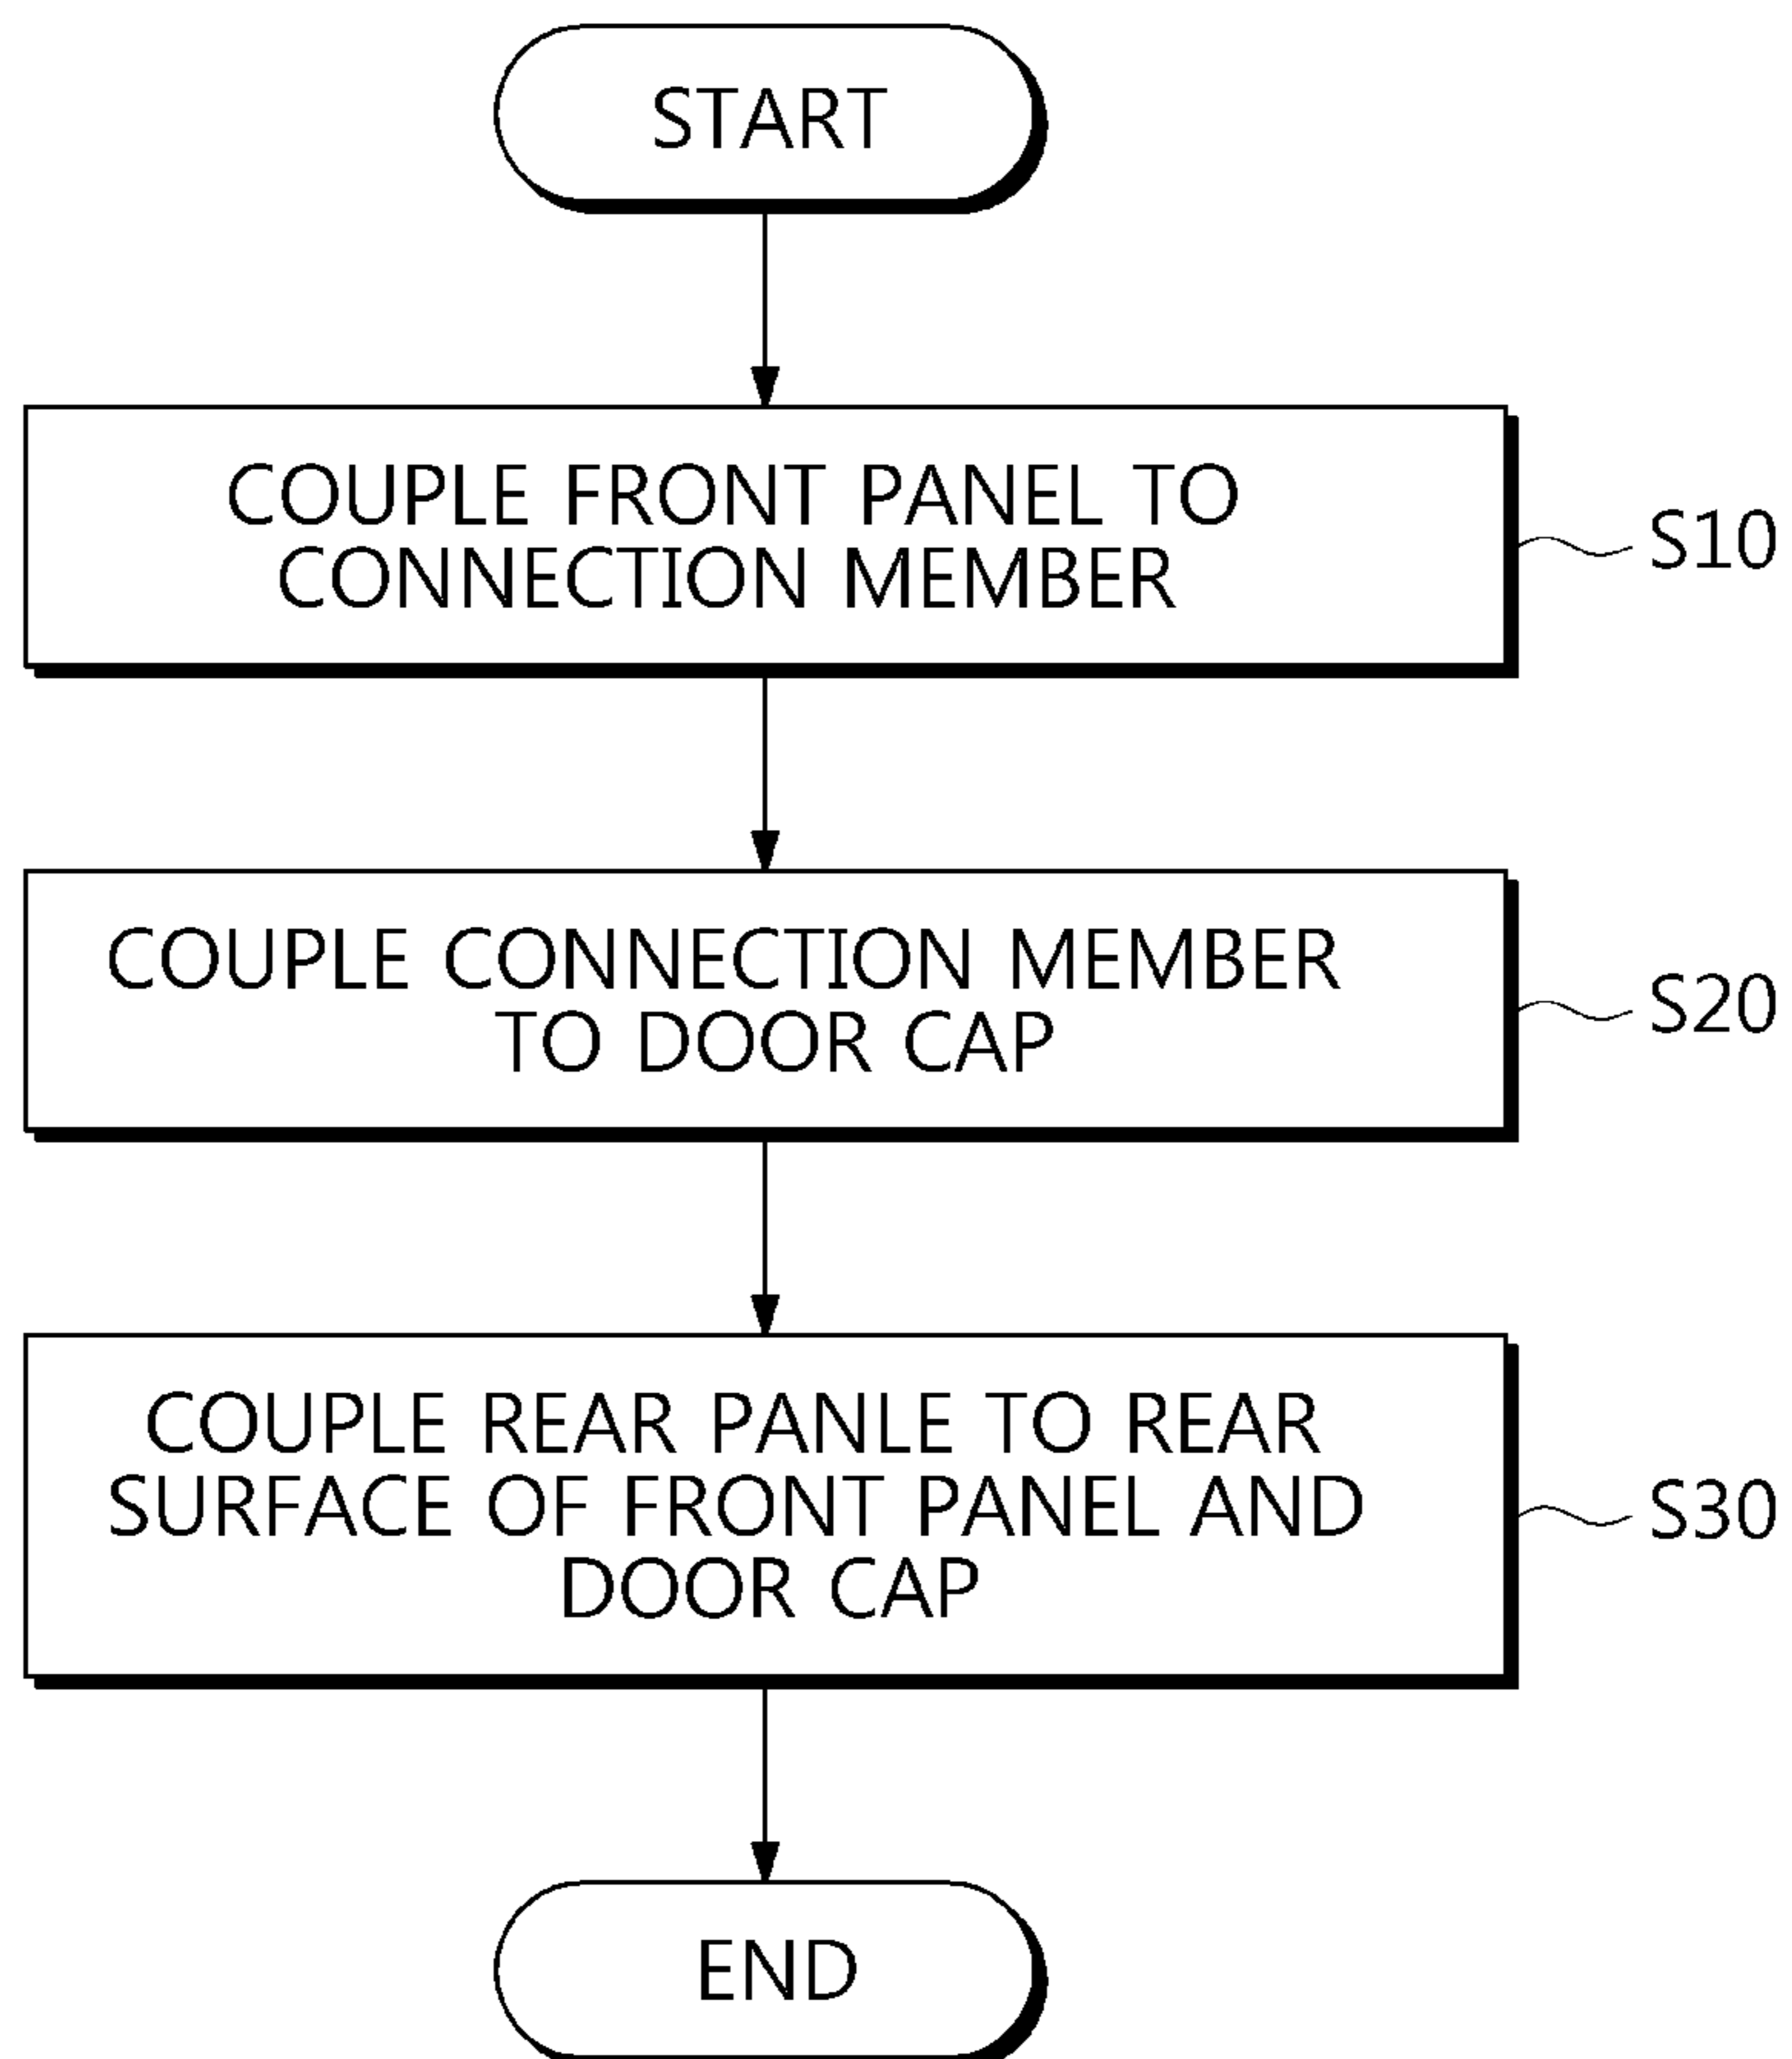 START
COUPLE FRONT PANEL TO
CONNECTION MEMBER
S10
COUPLE CONNECTION MEMBER
TO DOOR CAP
S20
COUPLE REAR PANLE TO REAR
SURFACE OF FRONT PANEL AND
DOOR CAP
S30
END